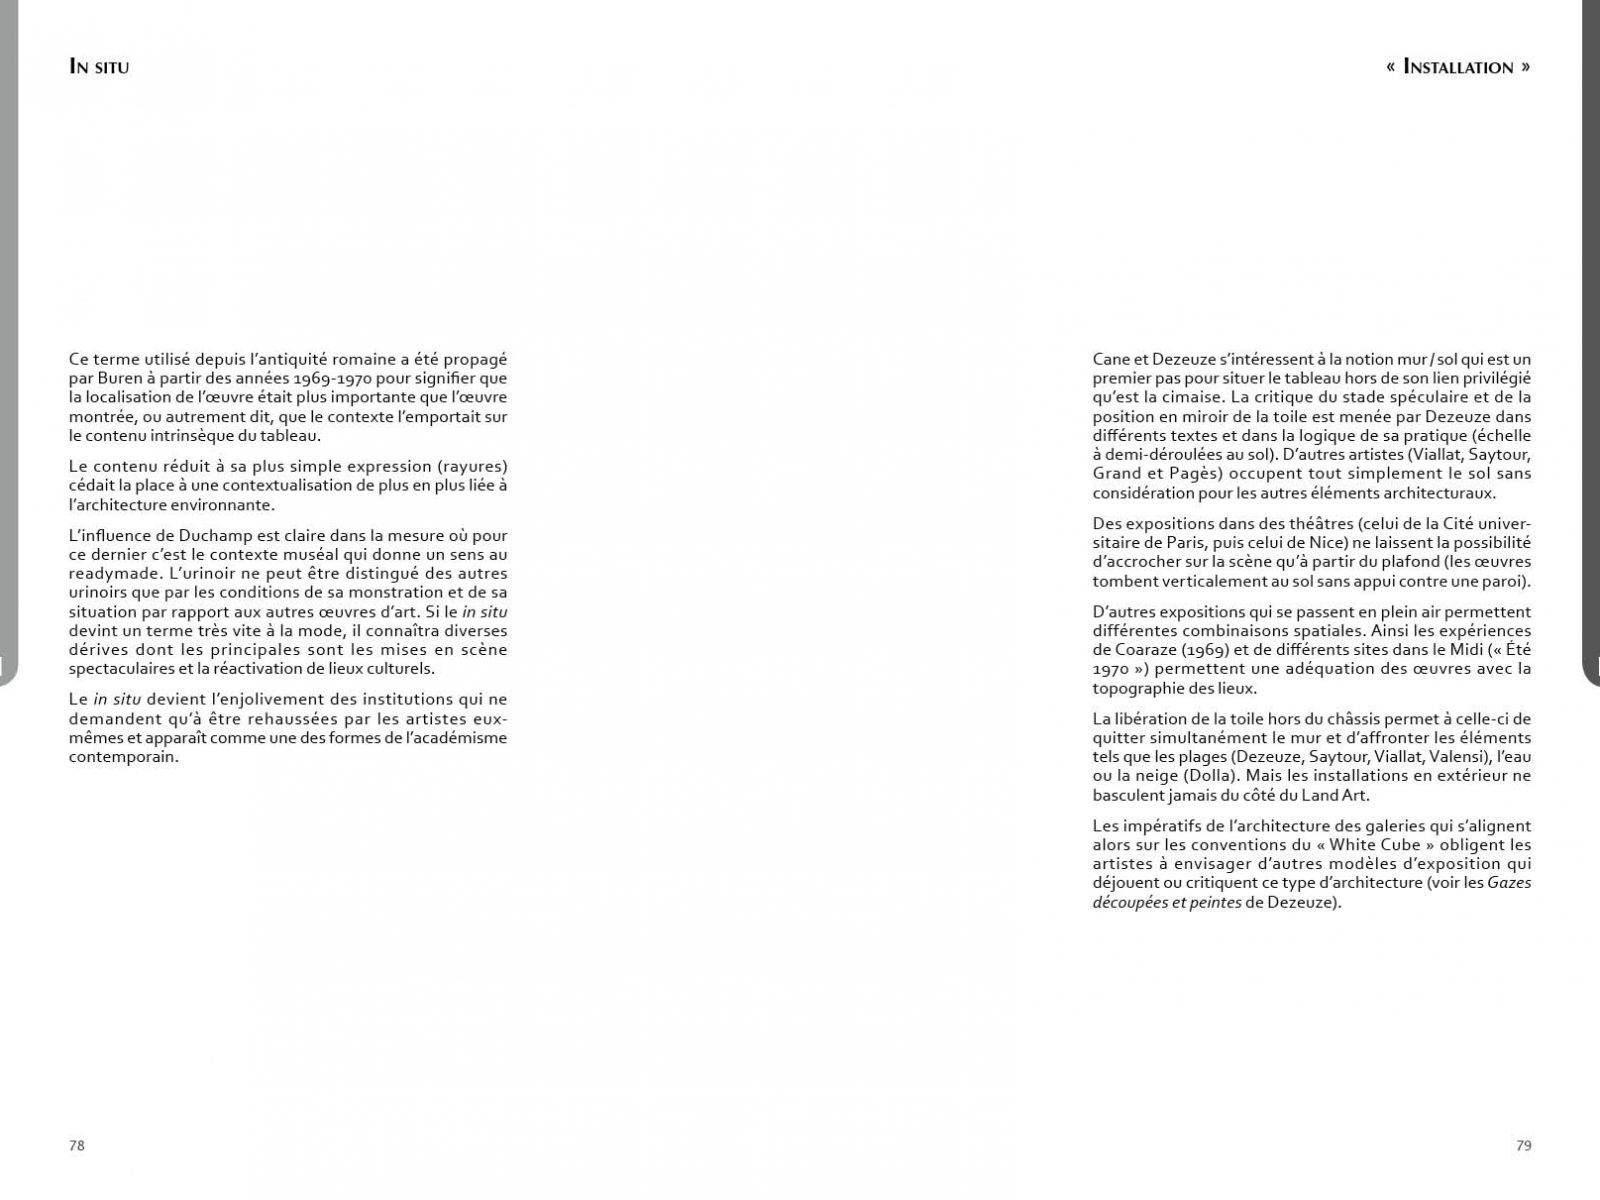 In situ
Ce terme utilisé depuis l’antiquité romaine a été propagé
par Buren à partir des années 1969-1970 pour signifier que
la localisation de l’œuvre était plus importante que l’œuvre
montrée, ou autrement dit, que le contexte l’emportait sur
le contenu intrinsèque du tableau.
Le contenu réduit à sa plus simple expression (rayures)
cédait la place à une contextualisation de plus en plus liée à
l’architecture environnante.
L’influence de Duchamp est claire dans la mesure où pour
ce dernier c’est le contexte muséal qui donne un sens au
readymade. L’urinoir ne peut être distingué des autres
urinoirs que par les conditions de sa monstration et de sa
situation par rapport aux autres œuvres d’art. Si le in situ
devint un terme très vite à la mode, il connaîtra diverses
dérives dont les principales sont les mises en scène
spectaculaires et la réactivation de lieux culturels.
Le in situ devient l’enjolivement des institutions qui ne
demandent qu’à être rehaussées par les artistes eux-
mêmes et apparaît comme une des formes de l’académisme
contemporain.
78
« Installation »
Cane et Dezeuze s’intéressent à la notion mur / sol qui est un
premier pas pour situer le tableau hors de son lien privilégié
qu’est la cimaise. La critique du stade spéculaire et de la
position en miroir de la toile est menée par Dezeuze dans
différents textes et dans la logique de sa pratique (échelle
à demi-déroulées au sol). D’autres artistes (Viallat, Saytour,
Grand et Pagès) occupent tout simplement le sol sans
considération pour les autres éléments architecturaux.
Des expositions dans des théâtres (celui de la Cité univer-
sitaire de Paris, puis celui de Nice) ne laissent la possibilité
d’accrocher sur la scène qu’à partir du plafond (les œuvres
tombent verticalement au sol sans appui contre une paroi).
D’autres expositions qui se passent en plein air permettent
différentes combinaisons spatiales. Ainsi les expériences
de Coaraze (1969) et de différents sites dans le Midi (« Été
1970 ») permettent une adéquation des œuvres avec la
topographie des lieux.
La libération de la toile hors du châssis permet à celle-ci de
quitter simultanément le mur et d’affronter les éléments
tels que les plages (Dezeuze, Saytour, Viallat, Valensi), l’eau
ou la neige (Dolla). Mais les installations en extérieur ne
basculent jamais du côté du Land Art.
Les impératifs de l’architecture des galeries qui s’alignent
alors sur les conventions du « White Cube » obligent les
artistes à envisager d’autres modèles d’exposition qui
déjouent ou critiquent ce type d’architecture (voir les Gazes
découpées et peintes de Dezeuze).
79